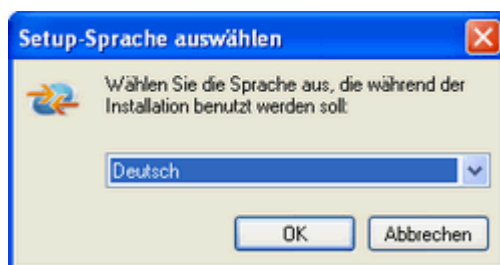 Setup-Sprache auswählen
Wählen Sie die Sprache aus, die während der
Installation benutzt werden soll:
Deutsch
OK
Abbrechen